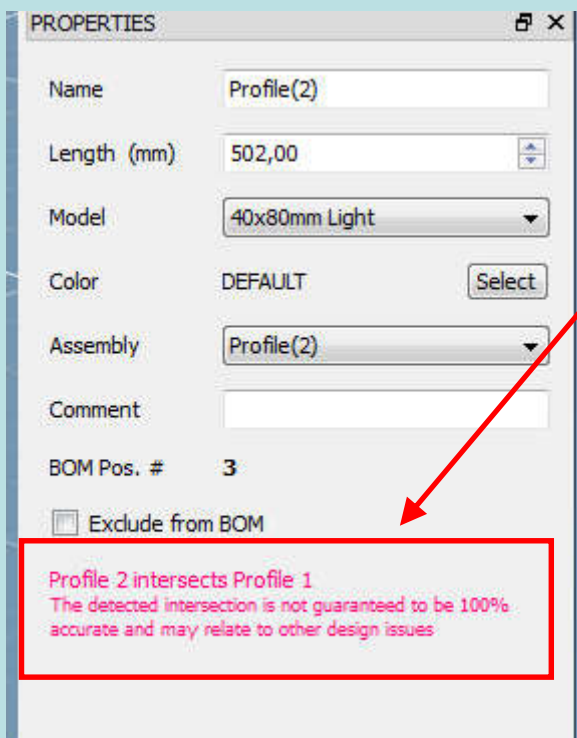 PROPERTIES
Name Profile(2)
Length (mm) 502,00
Model 40x80mm Light
Color DEFAULT Select
Assembly Profile(2)
Comment
BOM Pos. # 3
Exclude from BOM
Profile 2 intersects Profile 1
The detected intersection is not guaranteed to be 100%
accurate and may relate to other design issues